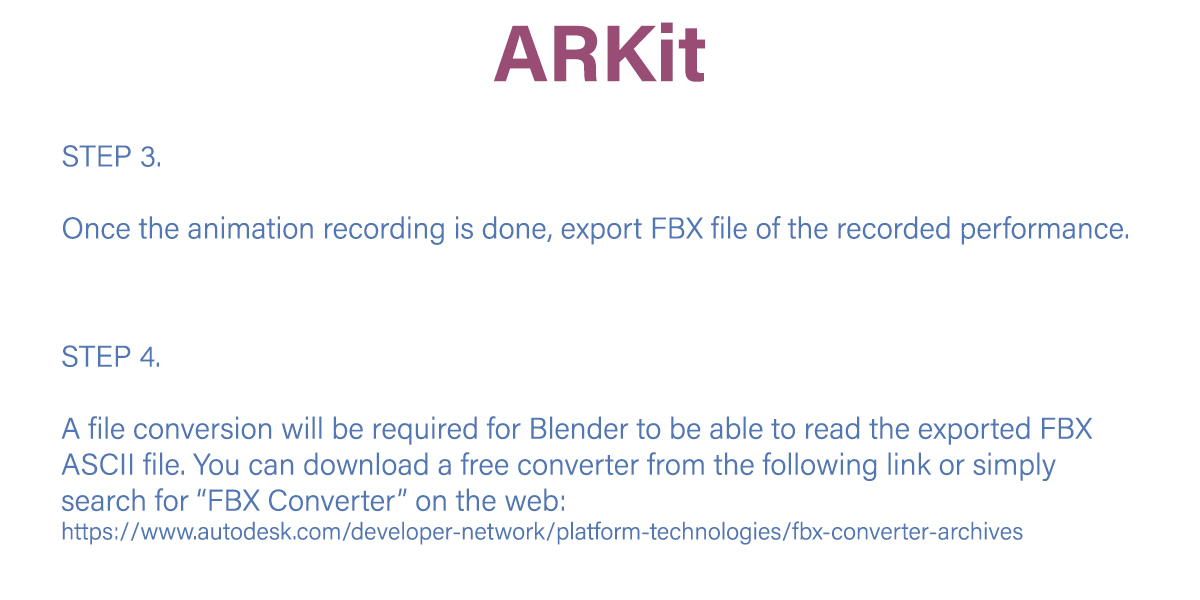 ARKit
STEP 3.
Once the animation recording is done, export FBX file of the recorded performance.
STEP 4.
A file conversion will be required for Blender to be able to read the exported FBX
ASCII file. You can download a free converter from the following link or simply
search for “FBX Converter” on the web:
https://www.autodesk.com/developer-network/platform-technologies/fbx-converter-archives